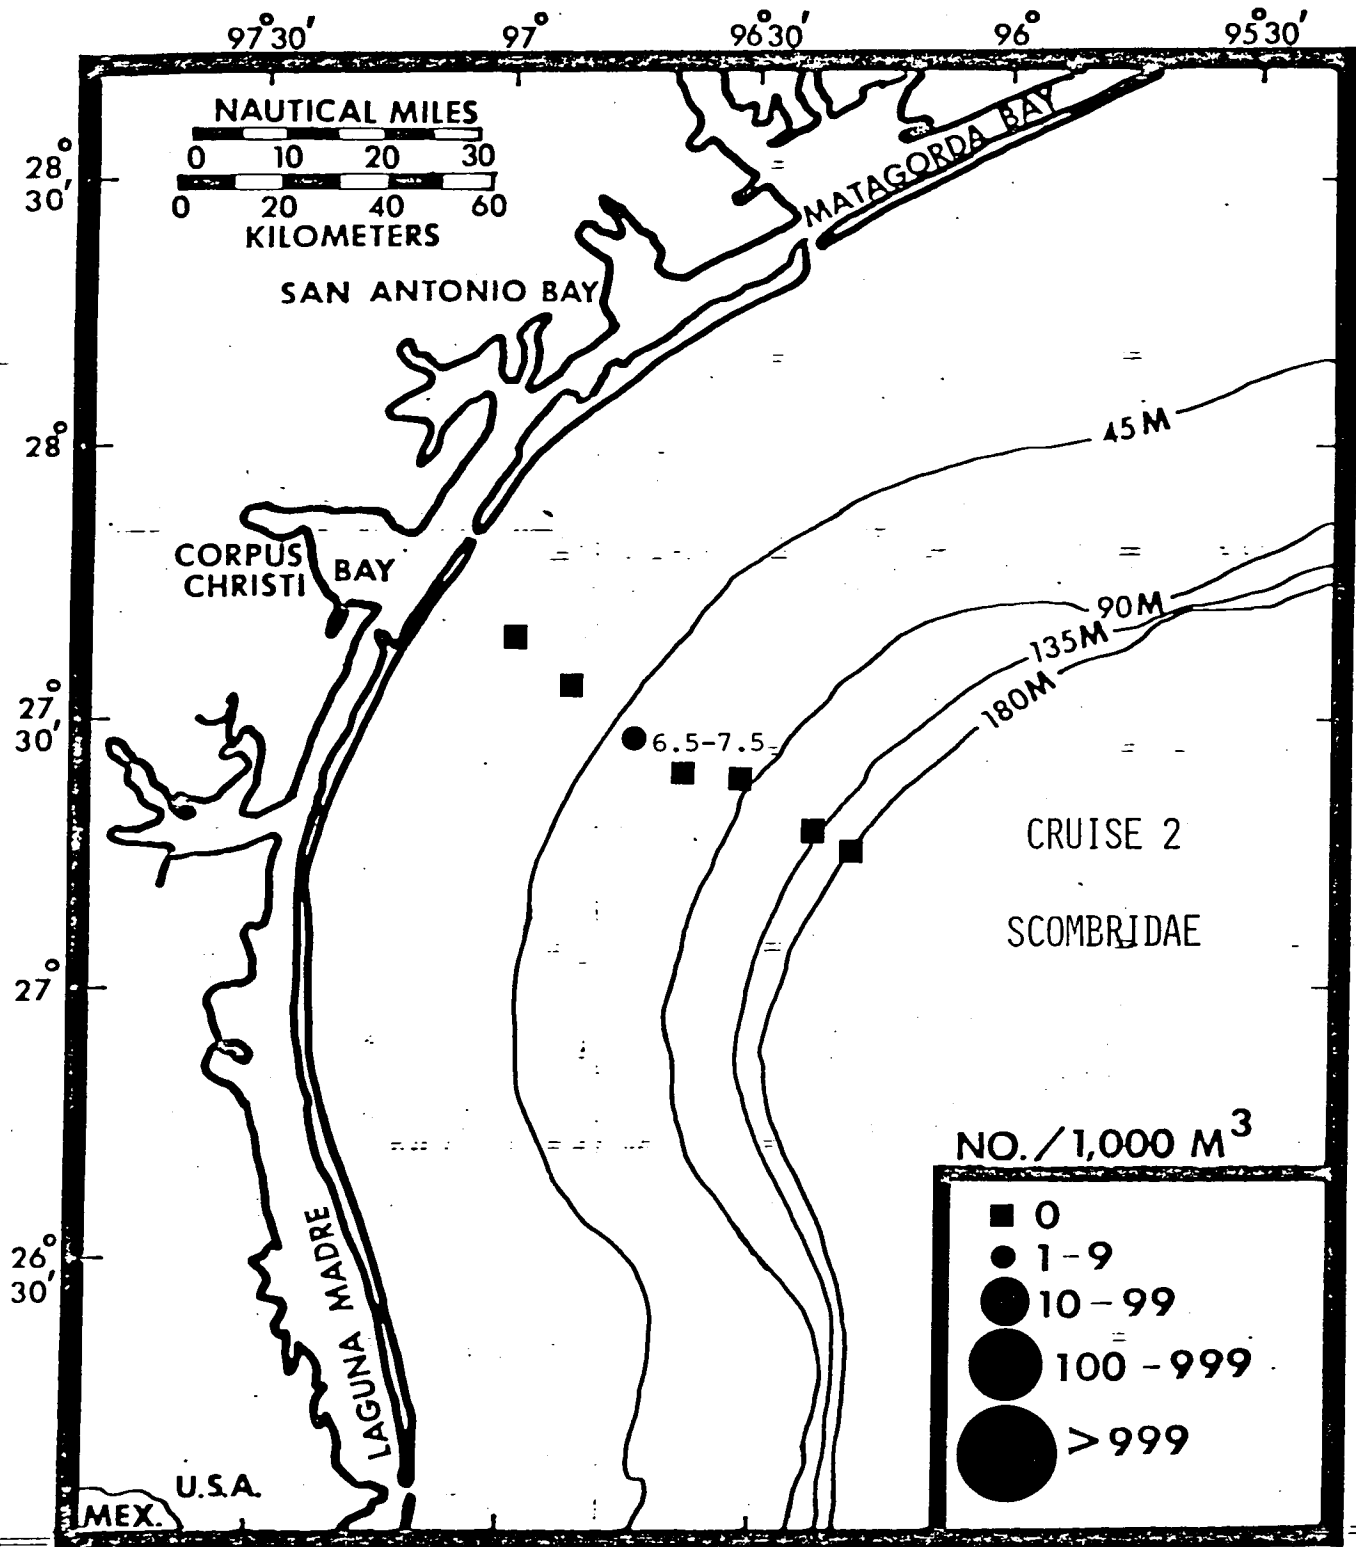 97°30' 97° 96°30' 96° 95°30'
NAUTICAL MILES
0 10 20 30
0 20 40 60
KILOMETERS
28°
30'
MATAGORDA BAY
SAN ANTONIO BAY
45M
28°
CORPUS
CHRISTI BAY
90M
135M
180M
27°
30'
6.5-7.5
CRUISE 2
SCOMBRIDAE
27°
NO./1,000 M³
0
1-9
26°
30'
10-99
100-999
>999
LAGUNA MADRE
U.S.A.
MEX.